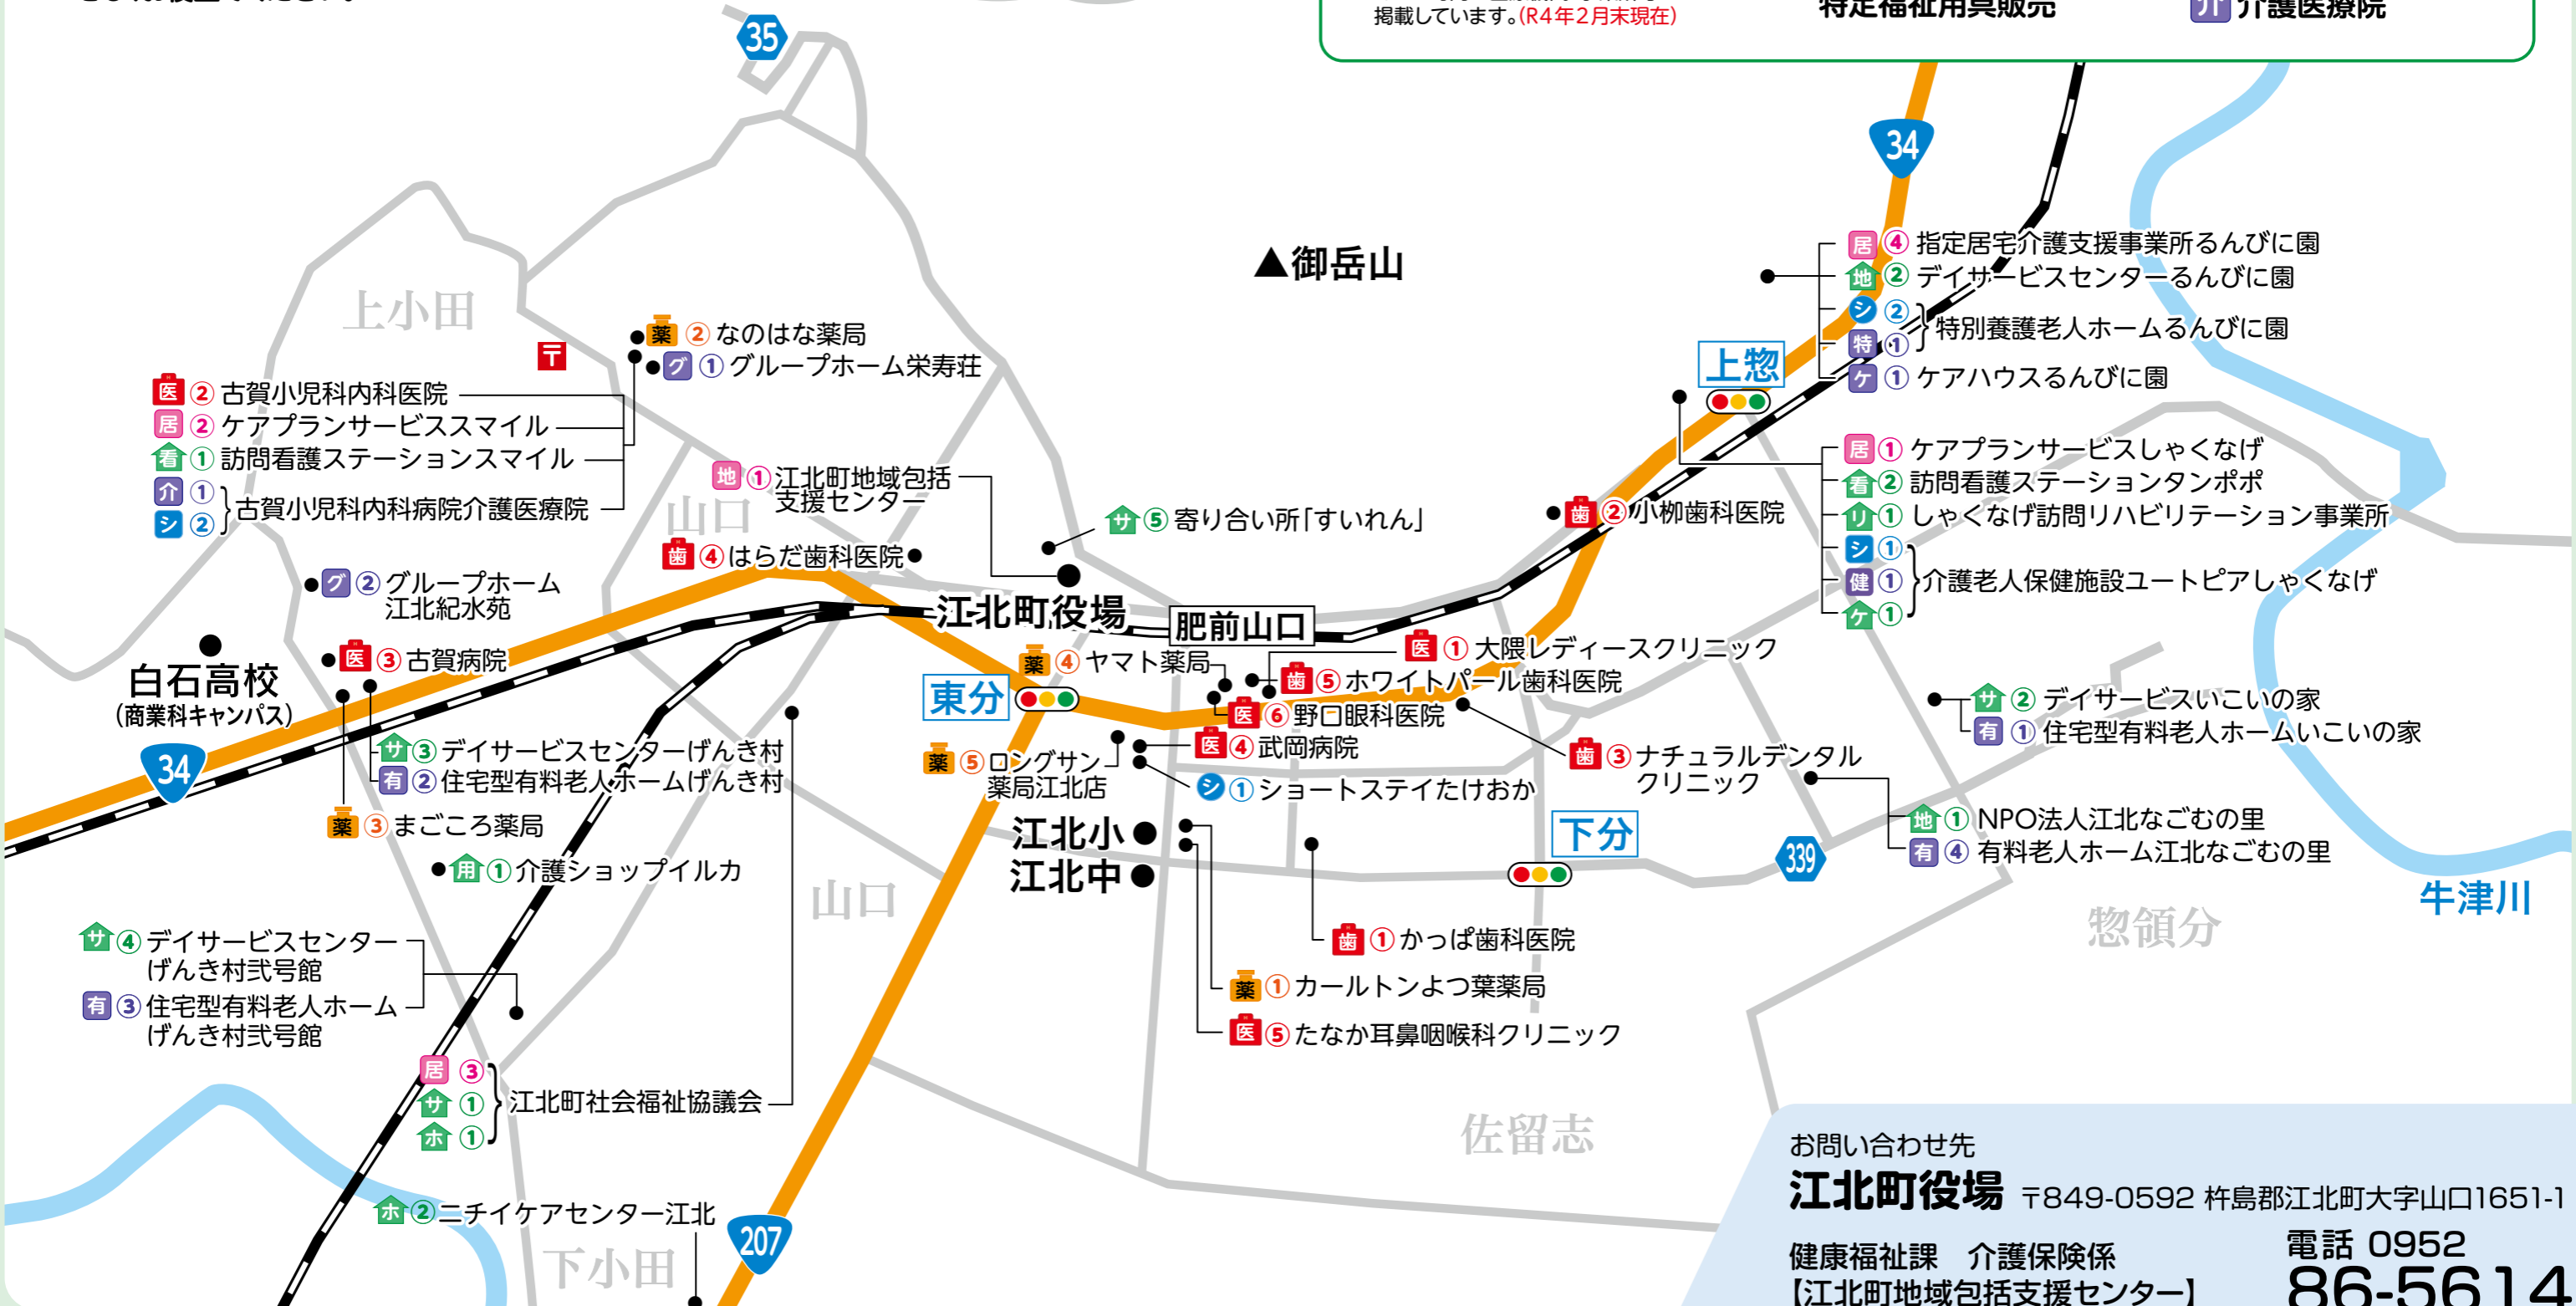 掲載しています。(R4年2月末現在)
特定福祉用具販売
介 介護医療院
35
34
▲御岳山
上小田
居 ④ 指定居宅介護支援事業所るんびに園
地 ② デイサービスセンターるんびに園
シ ②
特 ①
特別養護老人ホームるんびに園
ケ ① ケアハウスるんびに園
上惣
〒
薬 ② なのはな薬局
グ ① グループホーム栄寿荘
医 ② 古賀小児科内科医院
居 ② ケアプランサービススマイル
看 ① 訪問看護ステーションスマイル
介 ①
シ ②
古賀小児科内科病院介護医療院
地 ① 江北町地域包括
支援センター
山口
サ ⑤ 寄り合い所「すいれん」
歯 ② 小栁歯科医院
居 ① ケアプランサービスしゃくなげ
看 ② 訪問看護ステーションタンポポ
リ ① しゃくなげ訪問リハビリテーション事業所
シ ①
健 ①
ケ ①
介護老人保健施設ユートピアしゃくなげ
歯 ④ はらだ歯科医院
グ ② グループホーム
江北紀水苑
江北町役場
肥前山口
白石高校
(商業科キャンパス)
医 ③ 古賀病院
34
薬 ④ ヤマト薬局
東分
医 ① 大隈レディースクリニック
歯 ⑤ ホワイトパール歯科医院
医 ⑥ 野口眼科医院
医 ④ 武岡病院
シ ① ショートステイたけおか
薬 ⑤ ロングサン
薬局江北店
歯 ③ ナチュラルデンタル
クリニック
サ ② デイサービスいこいの家
有 ① 住宅型有料老人ホームいこいの家
サ ③ デイサービスセンターげんき村
有 ② 住宅型有料老人ホームげんき村
薬 ③ まごころ薬局
用 ① 介護ショップイルカ
江北小
江北中
下分
339
地 ① NPO法人江北なごむの里
有 ④ 有料老人ホーム江北なごむの里
牛津川
山口
惣領分
サ ④ デイサービスセンター
げんき村弐号館
有 ③ 住宅型有料老人ホーム
げんき村弐号館
歯 ① かっぱ歯科医院
薬 ① カールトンよつ葉薬局
医 ⑤ たなか耳鼻咽喉科クリニック
居 ③
サ ①
ホ ①
江北町社会福祉協議会
佐留志
ホ ② ニチイケアセンター江北
下小田
207
お問い合わせ先
江北町役場 〒849-0592 杵島郡江北町大字山口1651-1
健康福祉課 介護保険係
【江北町地域包括支援センター】
電話 0952
86-5614